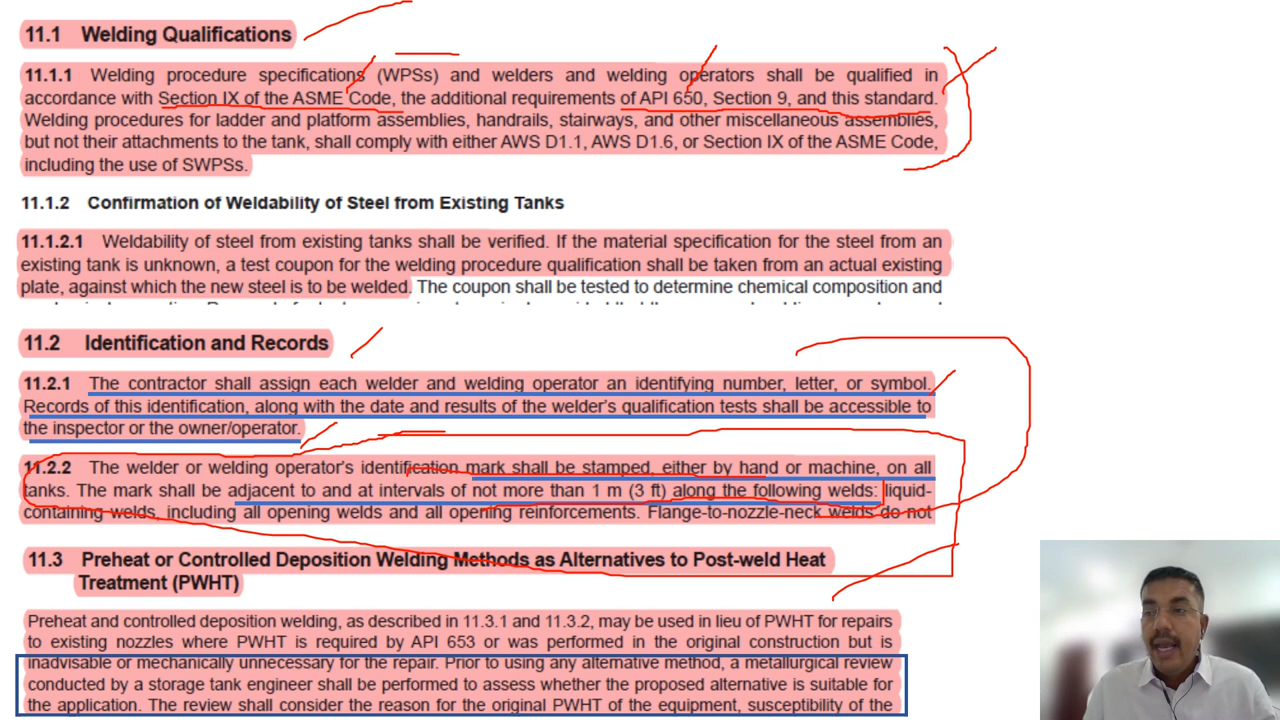 11.1 Welding Qualifications
11.1.1 Welding procedure specifications (WPSs) and welders and welding operators shall be qualified in
accordance with Section IX of the ASME Code, the additional requirements of API 650, Section 9, and this standard.
Welding procedures for ladder and platform assemblies, handrails, stairways, and other miscellaneous assemblies,
but not their attachments to the tank, shall comply with either AWS D1.1, AWS D1.6, or Section IX of the ASME Code,
including the use of SWPSs.
11.1.2 Confirmation of Weldability of Steel from Existing Tanks
11.1.2.1 Weldability of steel from existing tanks shall be verified. If the material specification for the steel from an
existing tank is unknown, a test coupon for the welding procedure qualification shall be taken from an actual existing
plate, against which the new steel is to be welded. The coupon shall be tested to determine chemical composition and
11.2 Identification and Records
11.2.1 The contractor shall assign each welder and welding operator an identifying number, letter, or symbol.
Records of this identification, along with the date and results of the welder's qualification tests shall be accessible to
the inspector or the owner/operator.
11.2.2 The welder or welding operator's identification mark shall be stamped, either by hand or machine, on all
tanks. The mark shall be adjacent to and at intervals of not more than 1 m (3 ft) along the following welds: liquid-
containing welds, including all opening welds and all opening reinforcements. Flange-to-nozzle-neck welds do not
11.3 Preheat or Controlled Deposition Welding Methods as Alternatives to Post-weld Heat
Treatment (PWHT)
Preheat and controlled deposition welding, as described in 11.3.1 and 11.3.2, may be used in lieu of PWHT for repairs
to existing nozzles where PWHT is required by API 653 or was performed in the original construction but is
inadvisable or mechanically unnecessary for the repair. Prior to using any alternative method, a metallurgical review
conducted by a storage tank engineer shall be performed to assess whether the proposed alternative is suitable for
the application. The review shall consider the reason for the original PWHT of the equipment, susceptibility of the